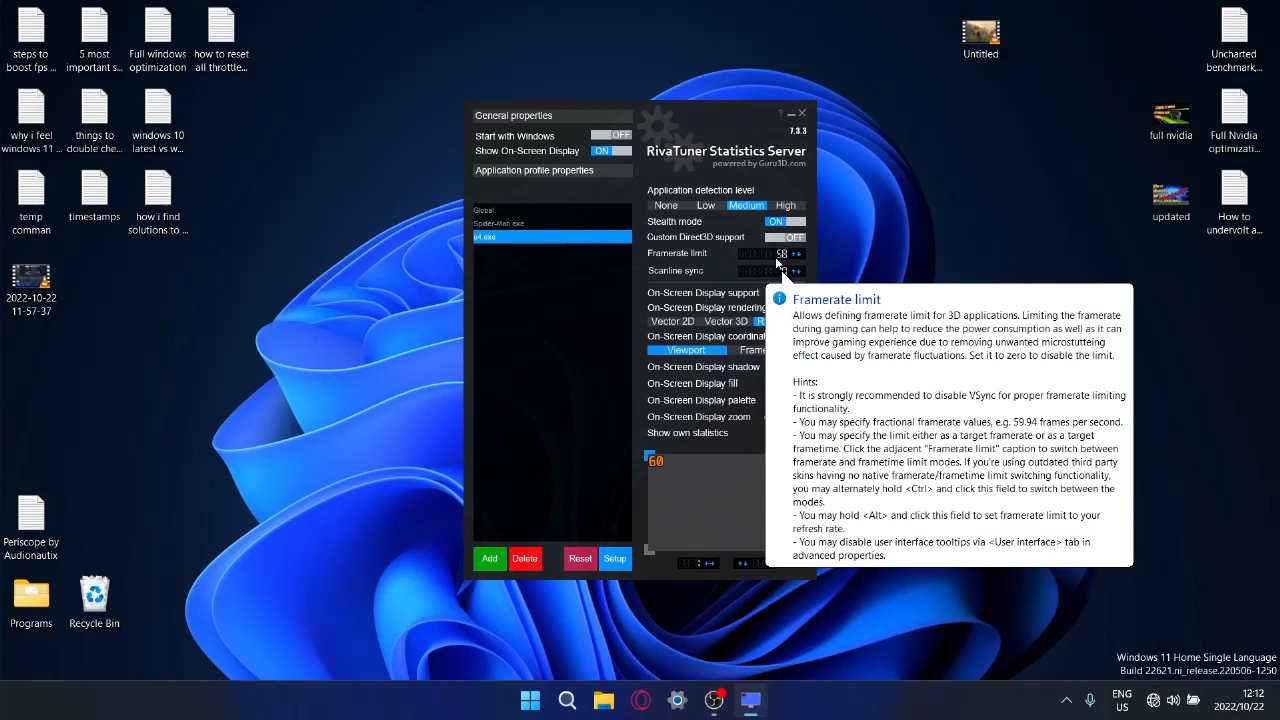 steps to
boost fps ...
5 most
important s...
Full windows
optimization
how to reset
all throttle...
why i feel
windows 11 ...
things to
double che...
windows 10
latest vs w...
temp
comman
timestamps
how i find
solutions to ...
2022-10-22
11-57-37
Periscope by
Audionautix
Programs
Recycle Bin
Untitled
Uncharted
benchmark...
full nvidia
Full Nvidia
optimizati...
updated
How to
undervolt a...
General properties
Start with Windows
OFF
Show On-Screen Display
ON
Application properties
Global
Spider-Man.exe
u4.exe
Add
Delete
Reset
Setup
7.3.3
RivaTuner Statistics Server
powered by Guru3D.com
Application detection level
None Low Medium High
Stealth mode
ON
Custom Direct3D support
OFF
Framerate limit
58
Scanline sync
On-Screen Display support
On-Screen Display rendering
Vector 2D Vector 3D R
On-Screen Display coordinat
Viewport Frame
On-Screen Display shadow
On-Screen Display fill
On-Screen Display palette
On-Screen Display zoom
Show own statistics
60
Framerate limit
Allows defining framerate limit for 3D applications. Limiting the framerate
during gaming can help to reduce the power consumption as well as it can
improve gaming experience due to removing unwanted microstutteing
effect caused by framerate fluctuations. Set it to zero to disable the limit.
Hints:
- It is strongly recommended to disable VSync for proper framerate limiting
functionality.
- You may specify fractional framerate values, e.g. 59.94 frames per second.
- You may specify the limit either as a target framerate or as a target
frametime. Click the adjacent "Framerate limit" caption to switch between
framerate and frametime limit modes. If you're using outdated third party
skins having no native framerate/frametime limit switching functionality,
you may alternately hold <Ctrl> and click this field to switch between the
modes.
- You may hold <Alt> and click this field to set framerate limit to your
refresh rate.
- You may disable user interface tooltips via <User interface> tab in
advanced properties.
Windows 11 Home Single Language
Build 22621.ni_release.220506-1250
ENG
US
12:12
2022/10/22